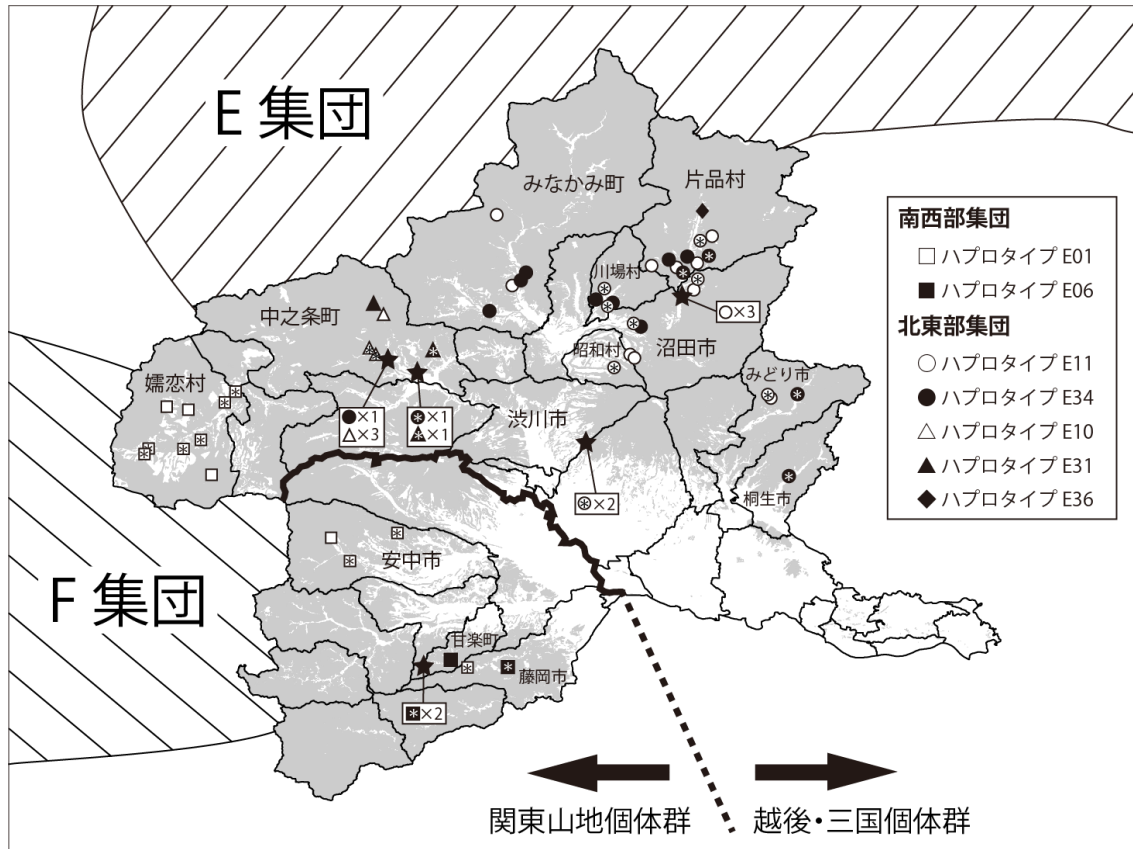 E 集団
みなかみ町
片品村
南西部集団
ハプロタイプ E01
ハプロタイプ E06
北東部集団
ハプロタイプ E11
ハプロタイプ E34
ハプロタイプ E10
ハプロタイプ E31
ハプロタイプ E36
川場村
×3
中之条町
昭和村
沼田市
嬬恋村
みどり市
×1
×3
×1
×1
渋川市
桐生市
×2
安中市
F 集団
甘楽町
藤岡市
×2
関東山地個体群
越後・三国個体群